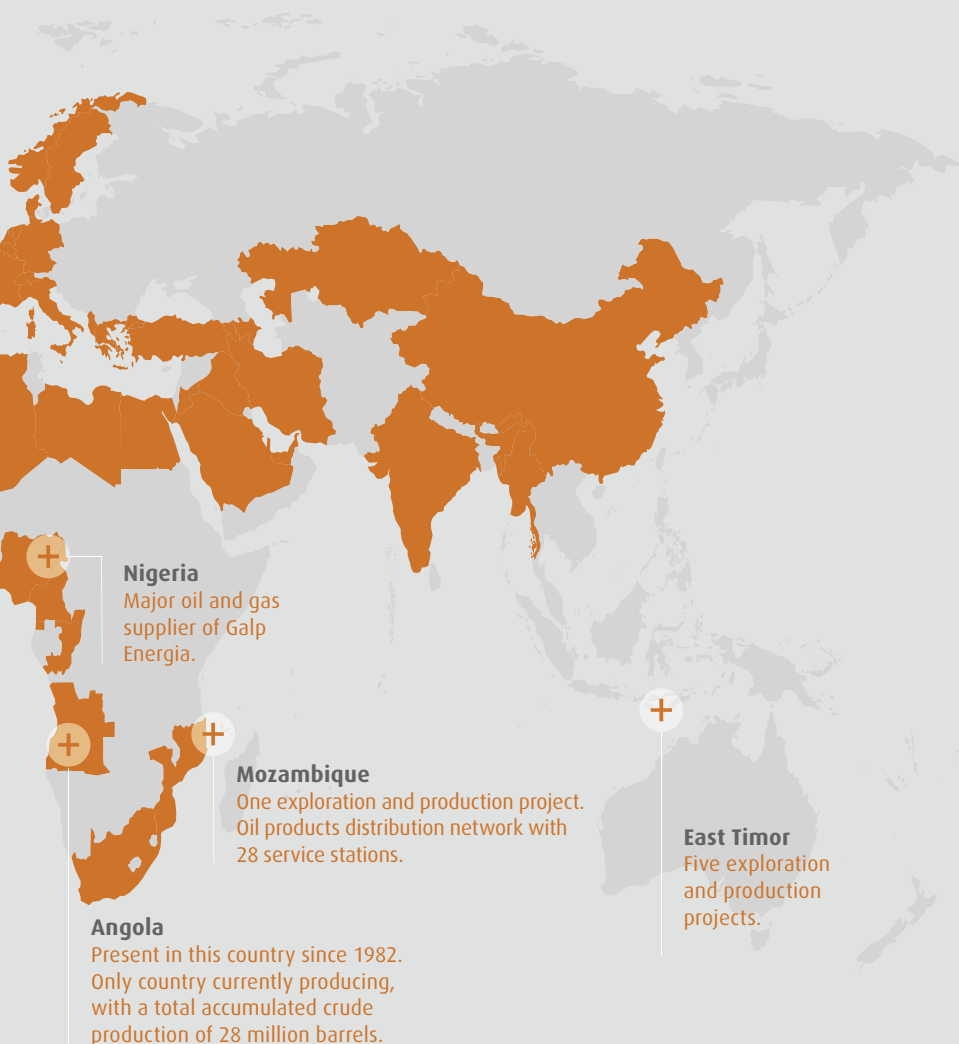 Nigeria
Major oil and gas
supplier of Galp
Energia.
Mozambique
One exploration and production project.
Oil products distribution network with
28 service stations.
East Timor
Five exploration
and production
projects.
Angola
Present in this country since 1982.
Only country currently producing,
with a total accumulated crude
production of 28 million barrels.